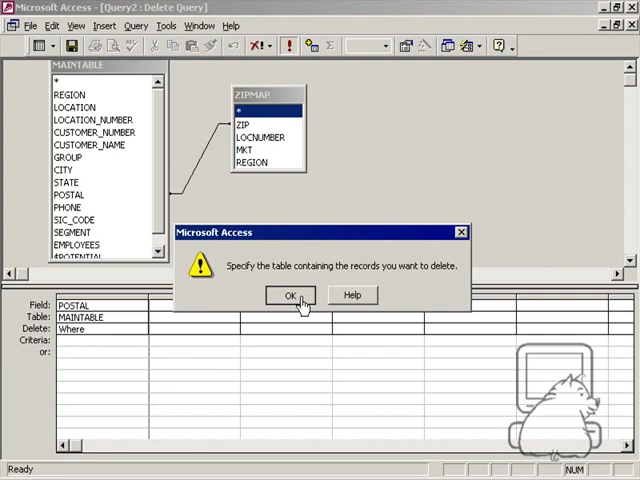 Microsoft Access - [Query2 : Delete Query]
File Edit View Insert Query Tools Window Help
MAINTABLE
*
REGION
LOCATION
LOCATION_NUMBER
CUSTOMER_NUMBER
CUSTOMER_NAME
GROUP
CITY
STATE
POSTAL
PHONE
SIC_CODE
SEGMENT
EMPLOYEES
$POTENTIAL
ZIPMAP
*
ZIP
LOCNUMBER
MKT
REGION
Microsoft Access
Specify the table containing the records you want to delete.
OK Help
Field: POSTAL
Table: MAINTABLE
Delete: Where
Criteria:
or:
Ready NUM